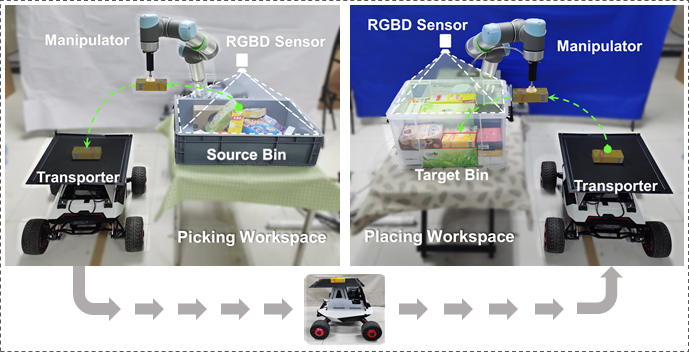 Manipulator
RGBD Sensor
Source Bin
Transporter
Picking Workspace
RGBD Sensor
Manipulator
Target Bin
Transporter
Placing Workspace